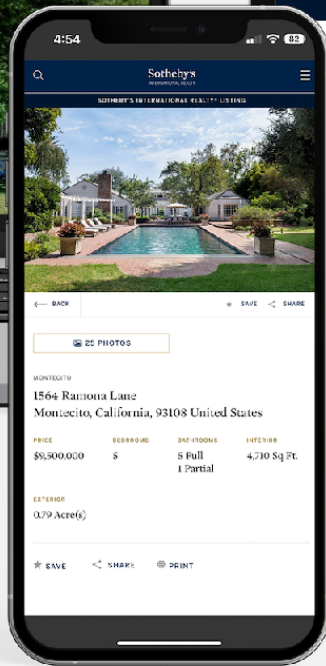 4:54
82
Sotheby's
INTERNATIONAL REALTY
SOTHEBY'S INTERNATIONAL REALTY® LISTING
BACK
SAVE
SHARE
25 PHOTOS
MONTECITO
1564 Ramona Lane
Montecito, California, 93108 United States
PRICE BEDROOMS BATHROOMS INTERIOR
$9,500,000 5 5 Full 4,710 Sq Ft.
1 Partial
EXTERIOR
0.79 Acre(s)
SAVE SHARE PRINT